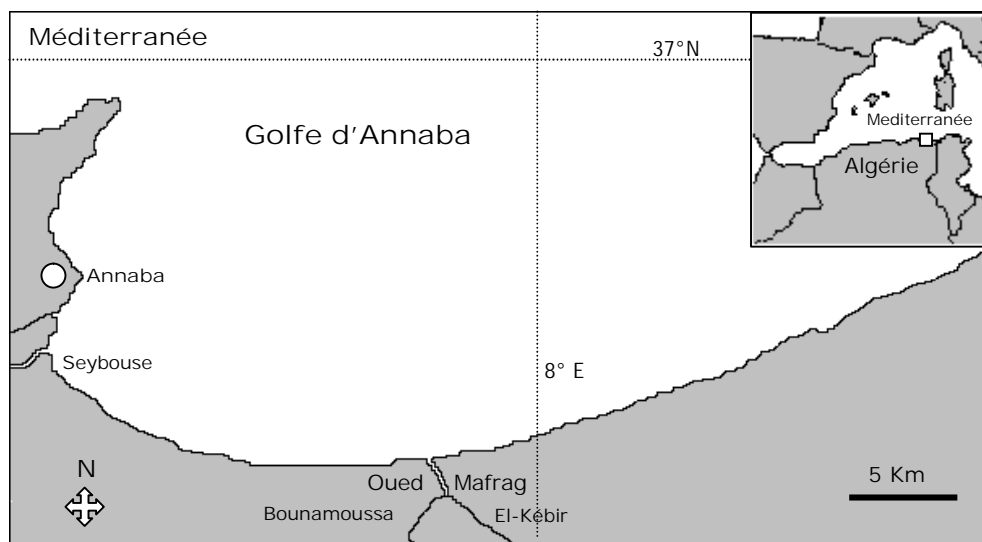 Méditerranée
37°N
Golfe d'Annaba
Mediterranée
Algérie
Annaba
Seybouse
8° E
N
Oued Mafrag
Bounamoussa
El-Kébir
5 Km